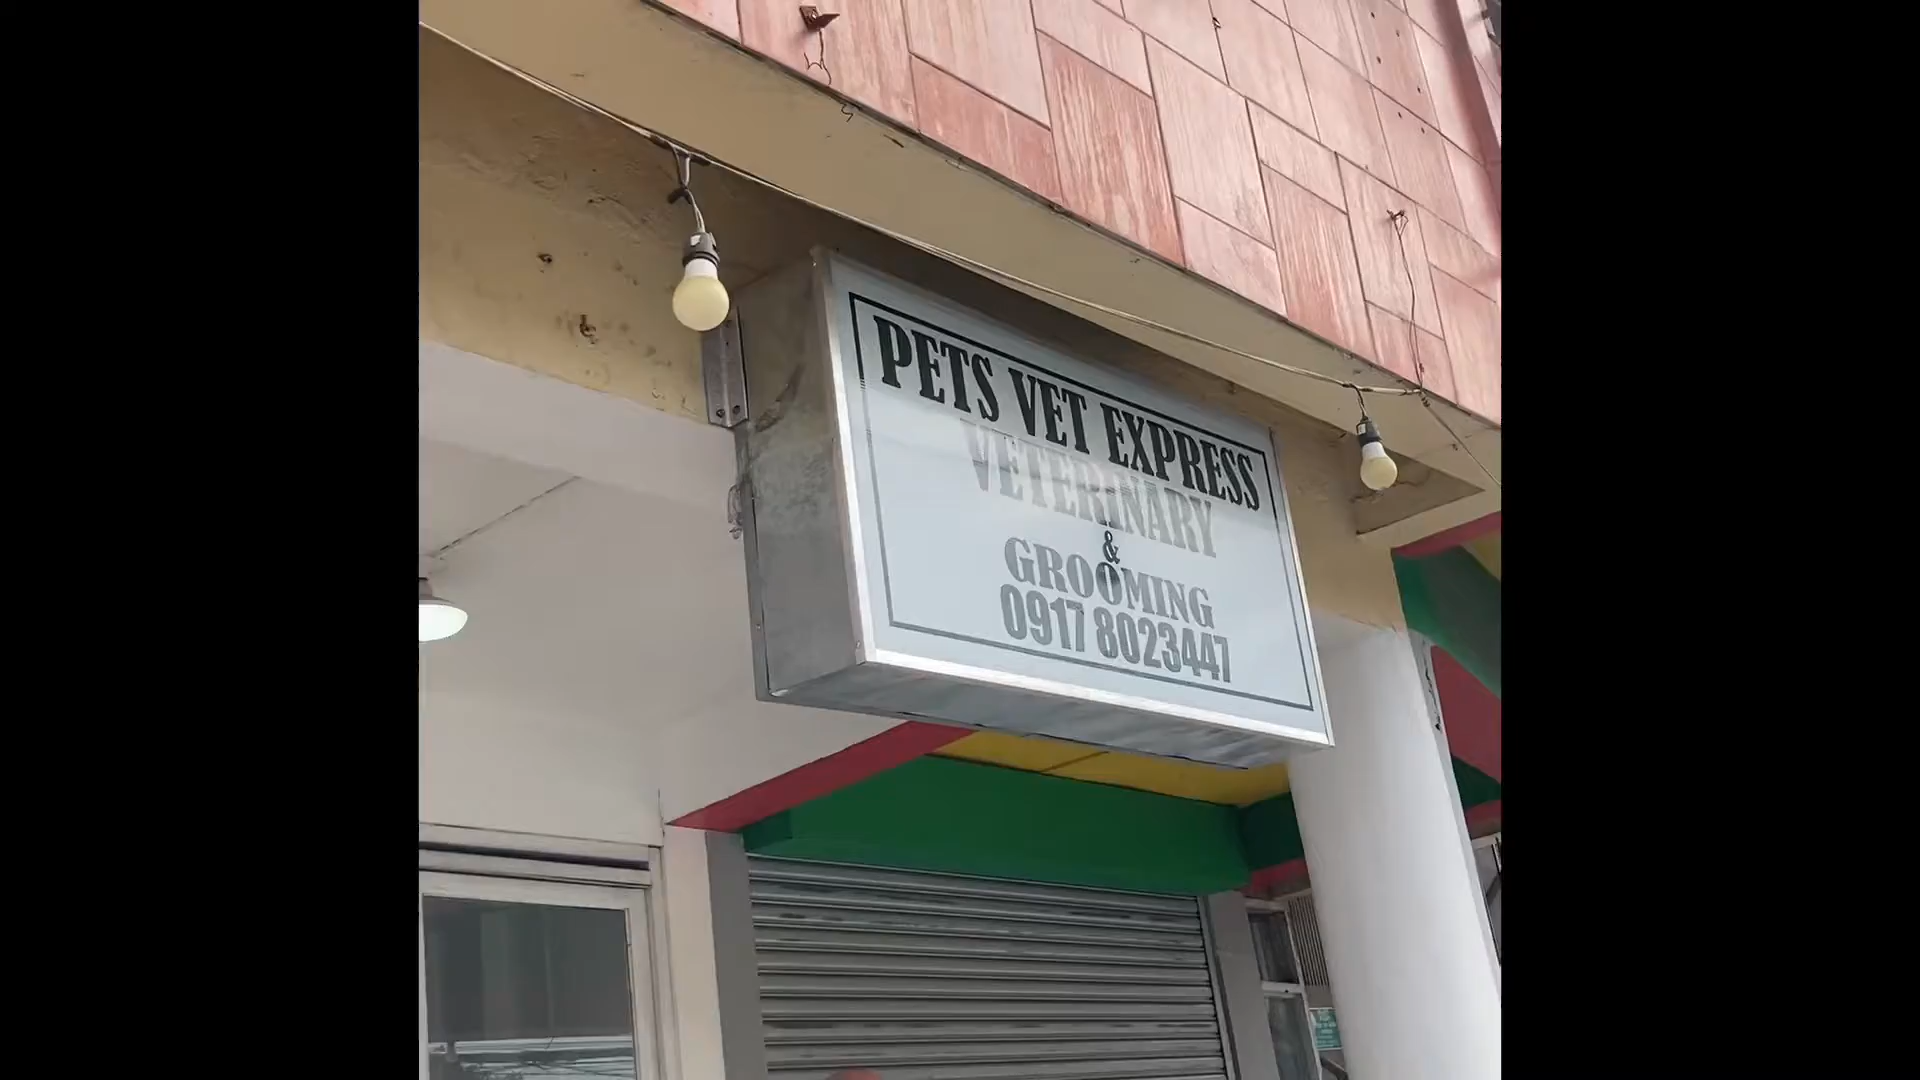 PETS VET EXPRESS
VETERINARY
&
GROOMING
0917 8023447